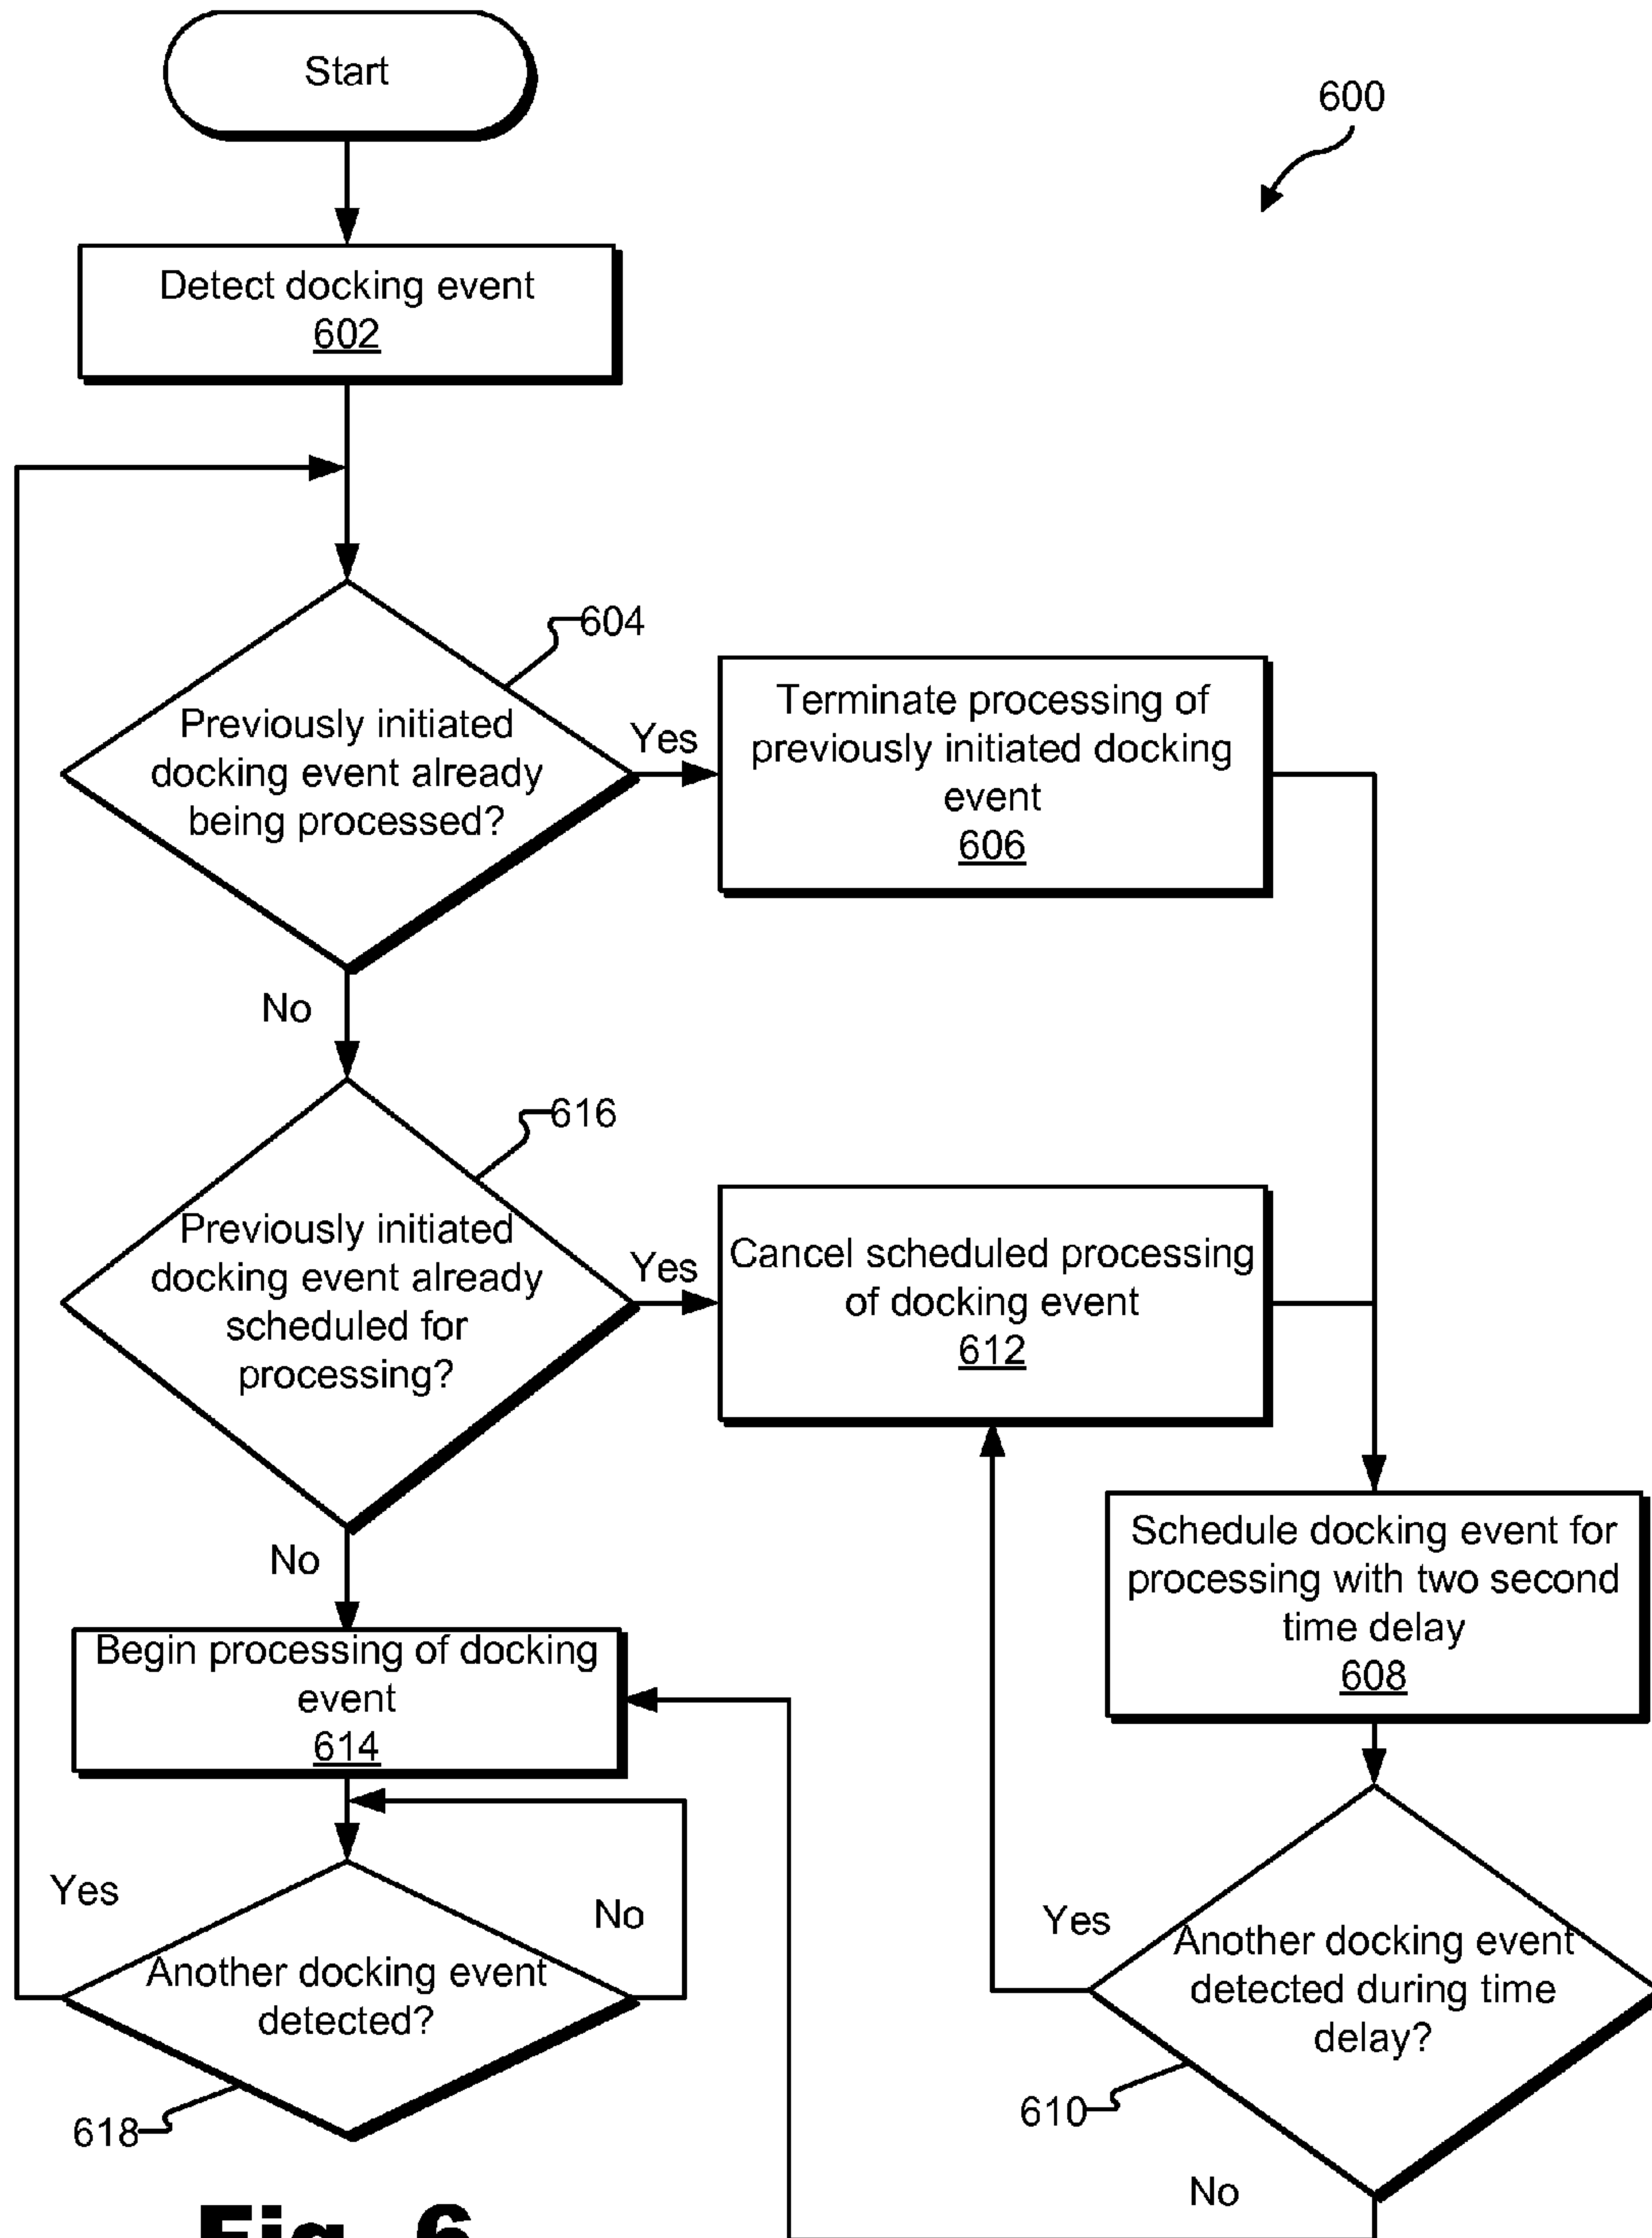 Start
600
Detect docking event
602
604
Previously initiated
docking event already
being processed?
Yes
Terminate processing of
previously initiated docking
event
606
No
616
Previously initiated
docking event already
scheduled for
processing?
Yes
Cancel scheduled processing
of docking event
612
No
Schedule docking event for
processing with two second
time delay
608
Begin processing of docking
event
614
Yes
No
Another docking event
detected?
618
Yes
Another docking event
detected during time
delay?
610
No
Fig. 6